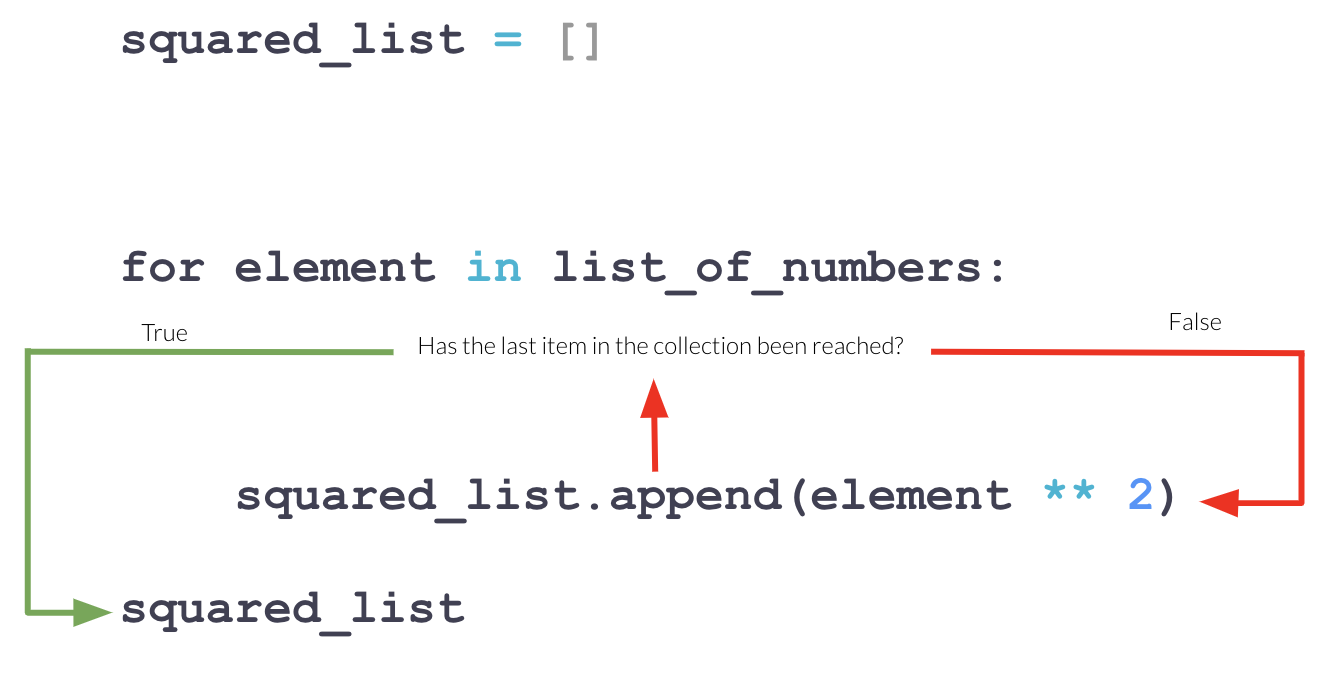 squared_list = []
for element in list_of_numbers:
True
Has the last item in the collection been reached?
False
squared_list.append(element ** 2)
squared_list